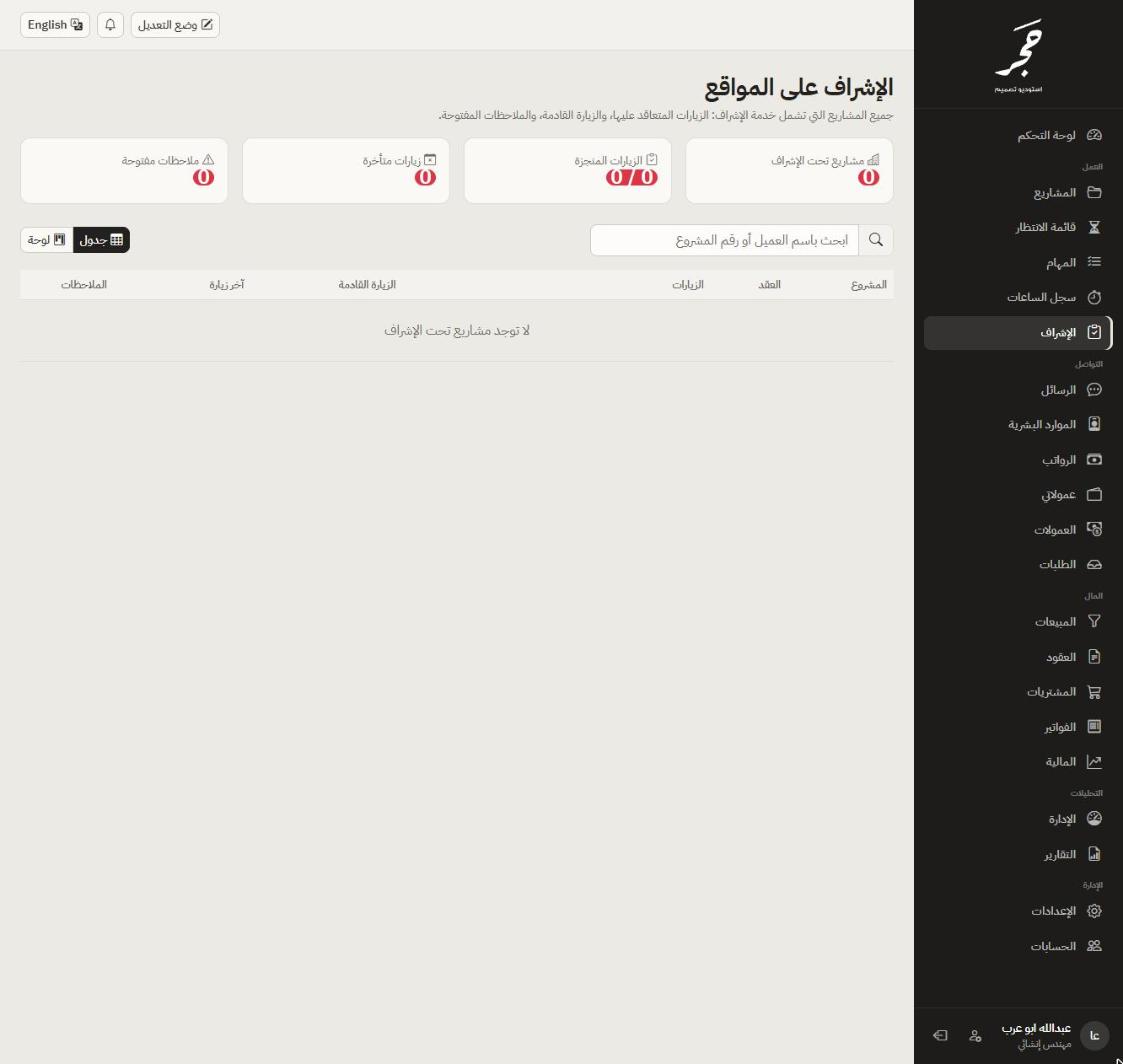 وضع التعديل
English
حجر
استوديو تصميم
لوحة التحكم
العمل
المشاريع
قائمة الانتظار
المهام
سجل الساعات
الإشراف
التواصل
الرسائل
الموارد البشرية
الرواتب
عمولاتي
العمولات
الطلبات
المال
المبيعات
العقود
المشتريات
الفواتير
المالية
التحليلات
الإدارة
التقارير
الإدارة
الإعدادات
الحسابات
عا
عبدالله ابو عرب
مهندس إنشائي
الإشراف على المواقع
جميع المشاريع التي تشمل خدمة الإشراف: الزيارات المتعاقد عليها، والزيارة القادمة، والملاحظات المفتوحة.
مشاريع تحت الإشراف
0
الزيارات المنجزة
0 / 0
زيارات متأخرة
0
ملاحظات مفتوحة
0
ابحث باسم العميل أو رقم المشروع
جدول
لوحة
المشروع العقد الزيارات الزيارة القادمة آخر زيارة الملاحظات
لا توجد مشاريع تحت الإشراف